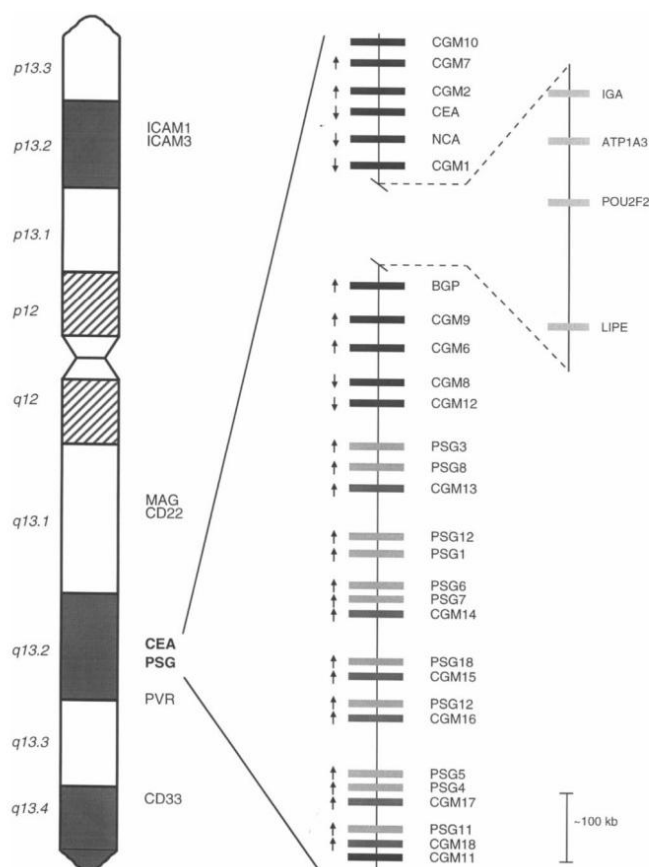 p13.3
p13.2
p13.1
p12
q12
q13.1
q13.2
q13.3
q13.4
ICAM1
ICAM3
MAG
CD22
CEA
PSG
PVR
CD33
CGM10
CGM7
CGM2
CEA
NCA
CGM1
BGP
CGM9
CGM6
CGM8
CGM12
PSG3
PSG8
CGM13
PSG12
PSG1
PSG6
PSG7
CGM14
PSG18
CGM15
PSG12
CGM16
PSG5
PSG4
CGM17
PSG11
CGM18
CGM11
IGA
ATP1A3
POU2F2
LIPE
~100 kb